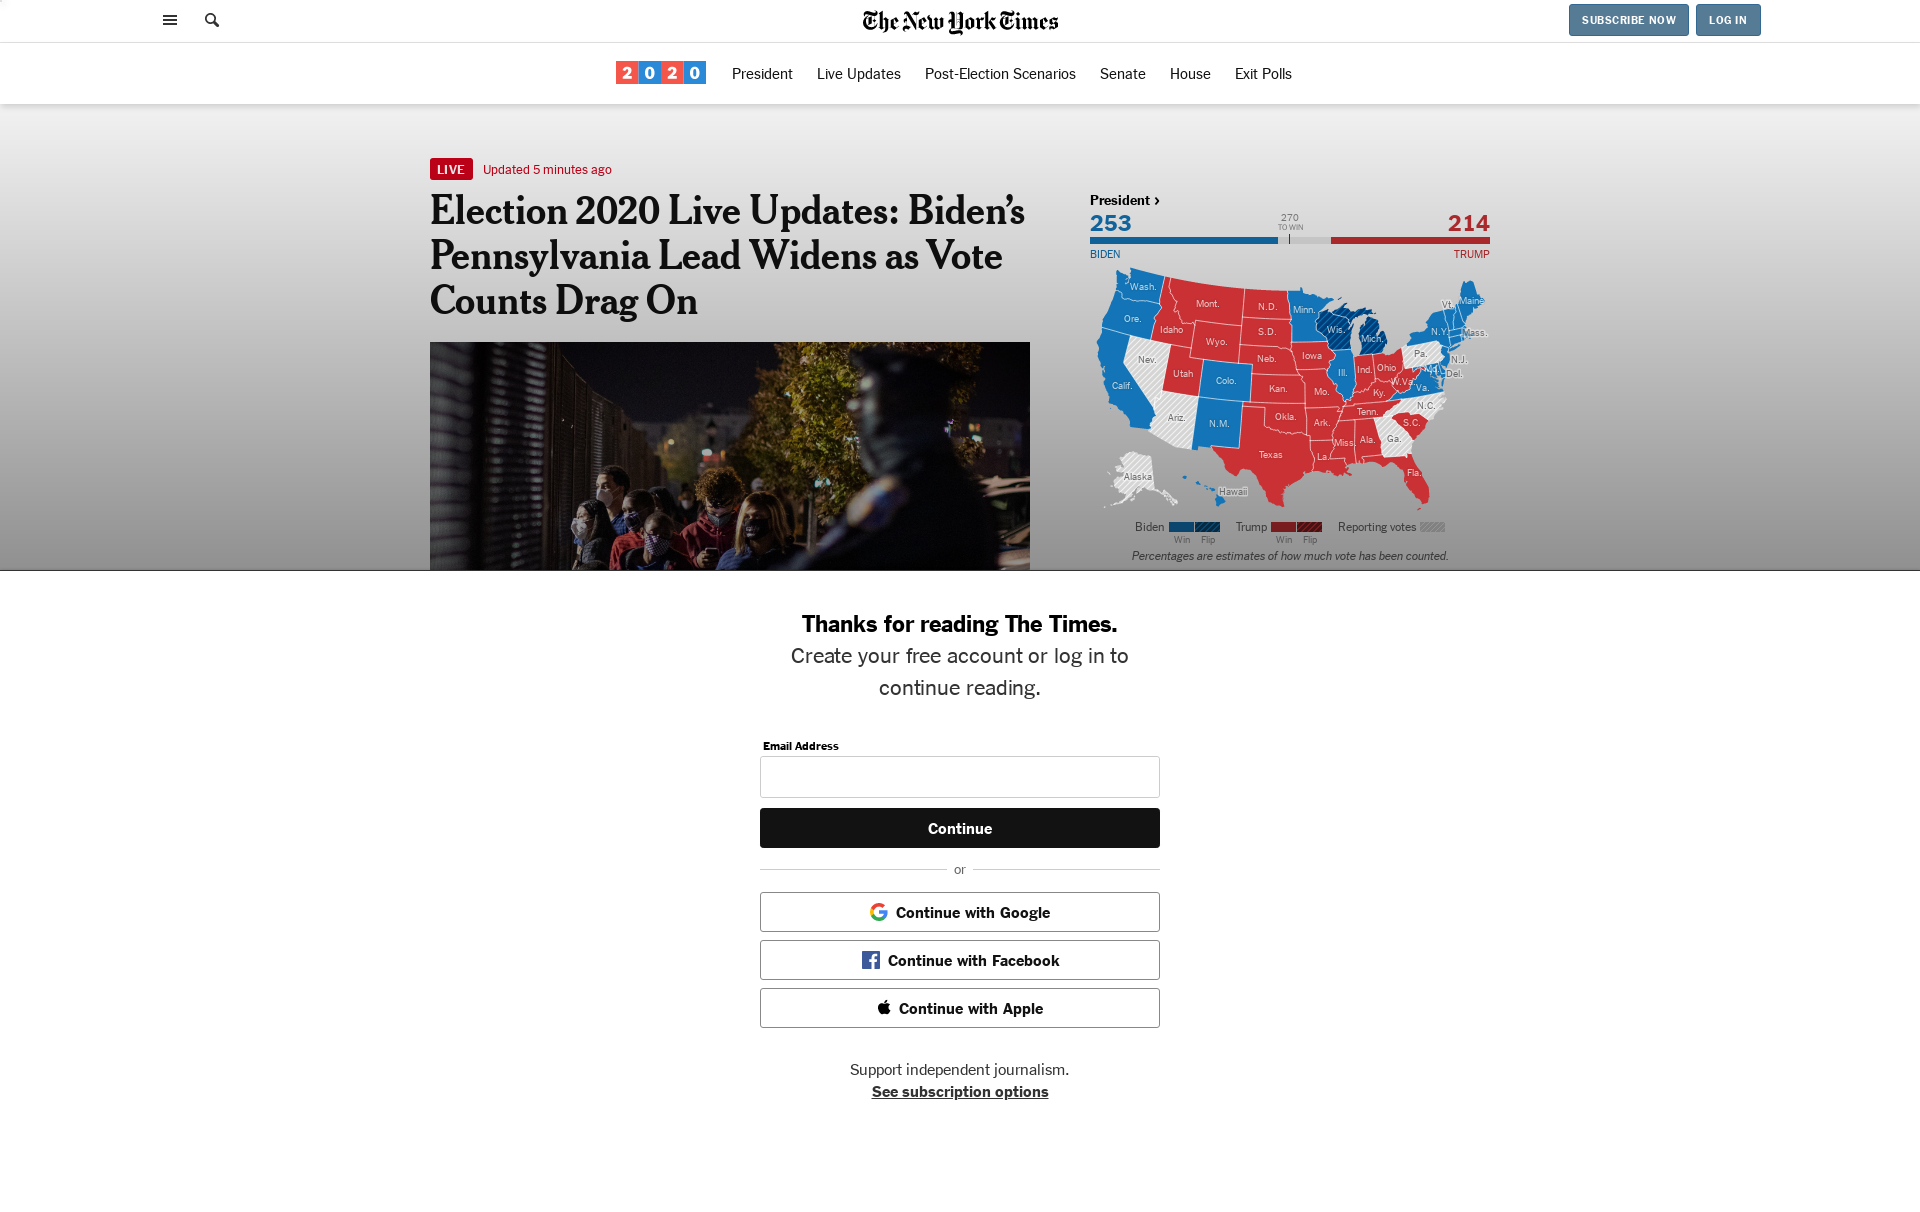 The New York Times
SUBSCRIBE NOW
LOG IN
2020
President
Live Updates
Post-Election Scenarios
Senate
House
Exit Polls
LIVE
Updated 5 minutes ago
Election 2020 Live Updates: Biden’s
Pennsylvania Lead Widens as Vote
Counts Drag On
President ›
253
270
TO WIN
214
BIDEN
TRUMP
Wash.
Ore.
Calif.
Nev.
Idaho
Mont.
Wyo.
Utah
Ariz.
Colo.
N.M.
N.D.
S.D.
Neb.
Kan.
Okla.
Texas
Minn.
Iowa
Mo.
Ark.
La.
Wis.
Ill.
Mich.
Ind.
Ohio
Ky.
Tenn.
Miss.
Ala.
Ga.
Fla.
S.C.
N.C.
Va.
W.Va.
Pa.
N.Y.
Vt.
Maine
Mass.
N.J.
Del.
Alaska
Hawaii
Biden
Win
Flip
Trump
Win
Flip
Reporting votes
Percentages are estimates of how much vote has been counted.
Thanks for reading The Times.
Create your free account or log in to
continue reading.
Email Address
Continue
or
Continue with Google
Continue with Facebook
Continue with Apple
Support independent journalism.
See subscription options